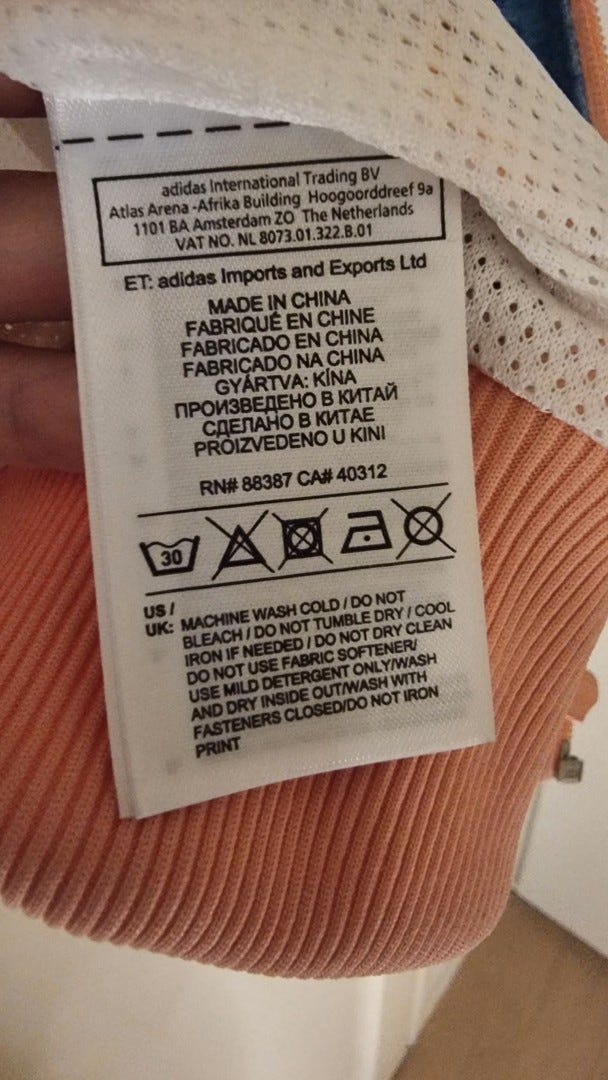 adidas International Trading BV
Atlas Arena -Afrika Building Hoogoorddreef 9a
1101 BA Amsterdam ZO The Netherlands
VAT NO. NL 8073.01.322.B.01
ET: adidas Imports and Exports Ltd
MADE IN CHINA
FABRIQUÉ EN CHINE
FABRICADO EN CHINA
FABRICADO NA CHINA
GYÁRTVA: KÍNA
ПРОИЗВЕДЕНО В КИТАЙ
СДЕЛАНО В КИТАЕ
PROIZVEDENO U KINI
RN# 88387 CA# 40312
30
US /
UK: MACHINE WASH COLD / DO NOT
BLEACH / DO NOT TUMBLE DRY / COOL
IRON IF NEEDED / DO NOT DRY CLEAN
DO NOT USE FABRIC SOFTENER/
USE MILD DETERGENT ONLY/WASH
AND DRY INSIDE OUT/WASH WITH
FASTENERS CLOSED/DO NOT IRON
PRINT